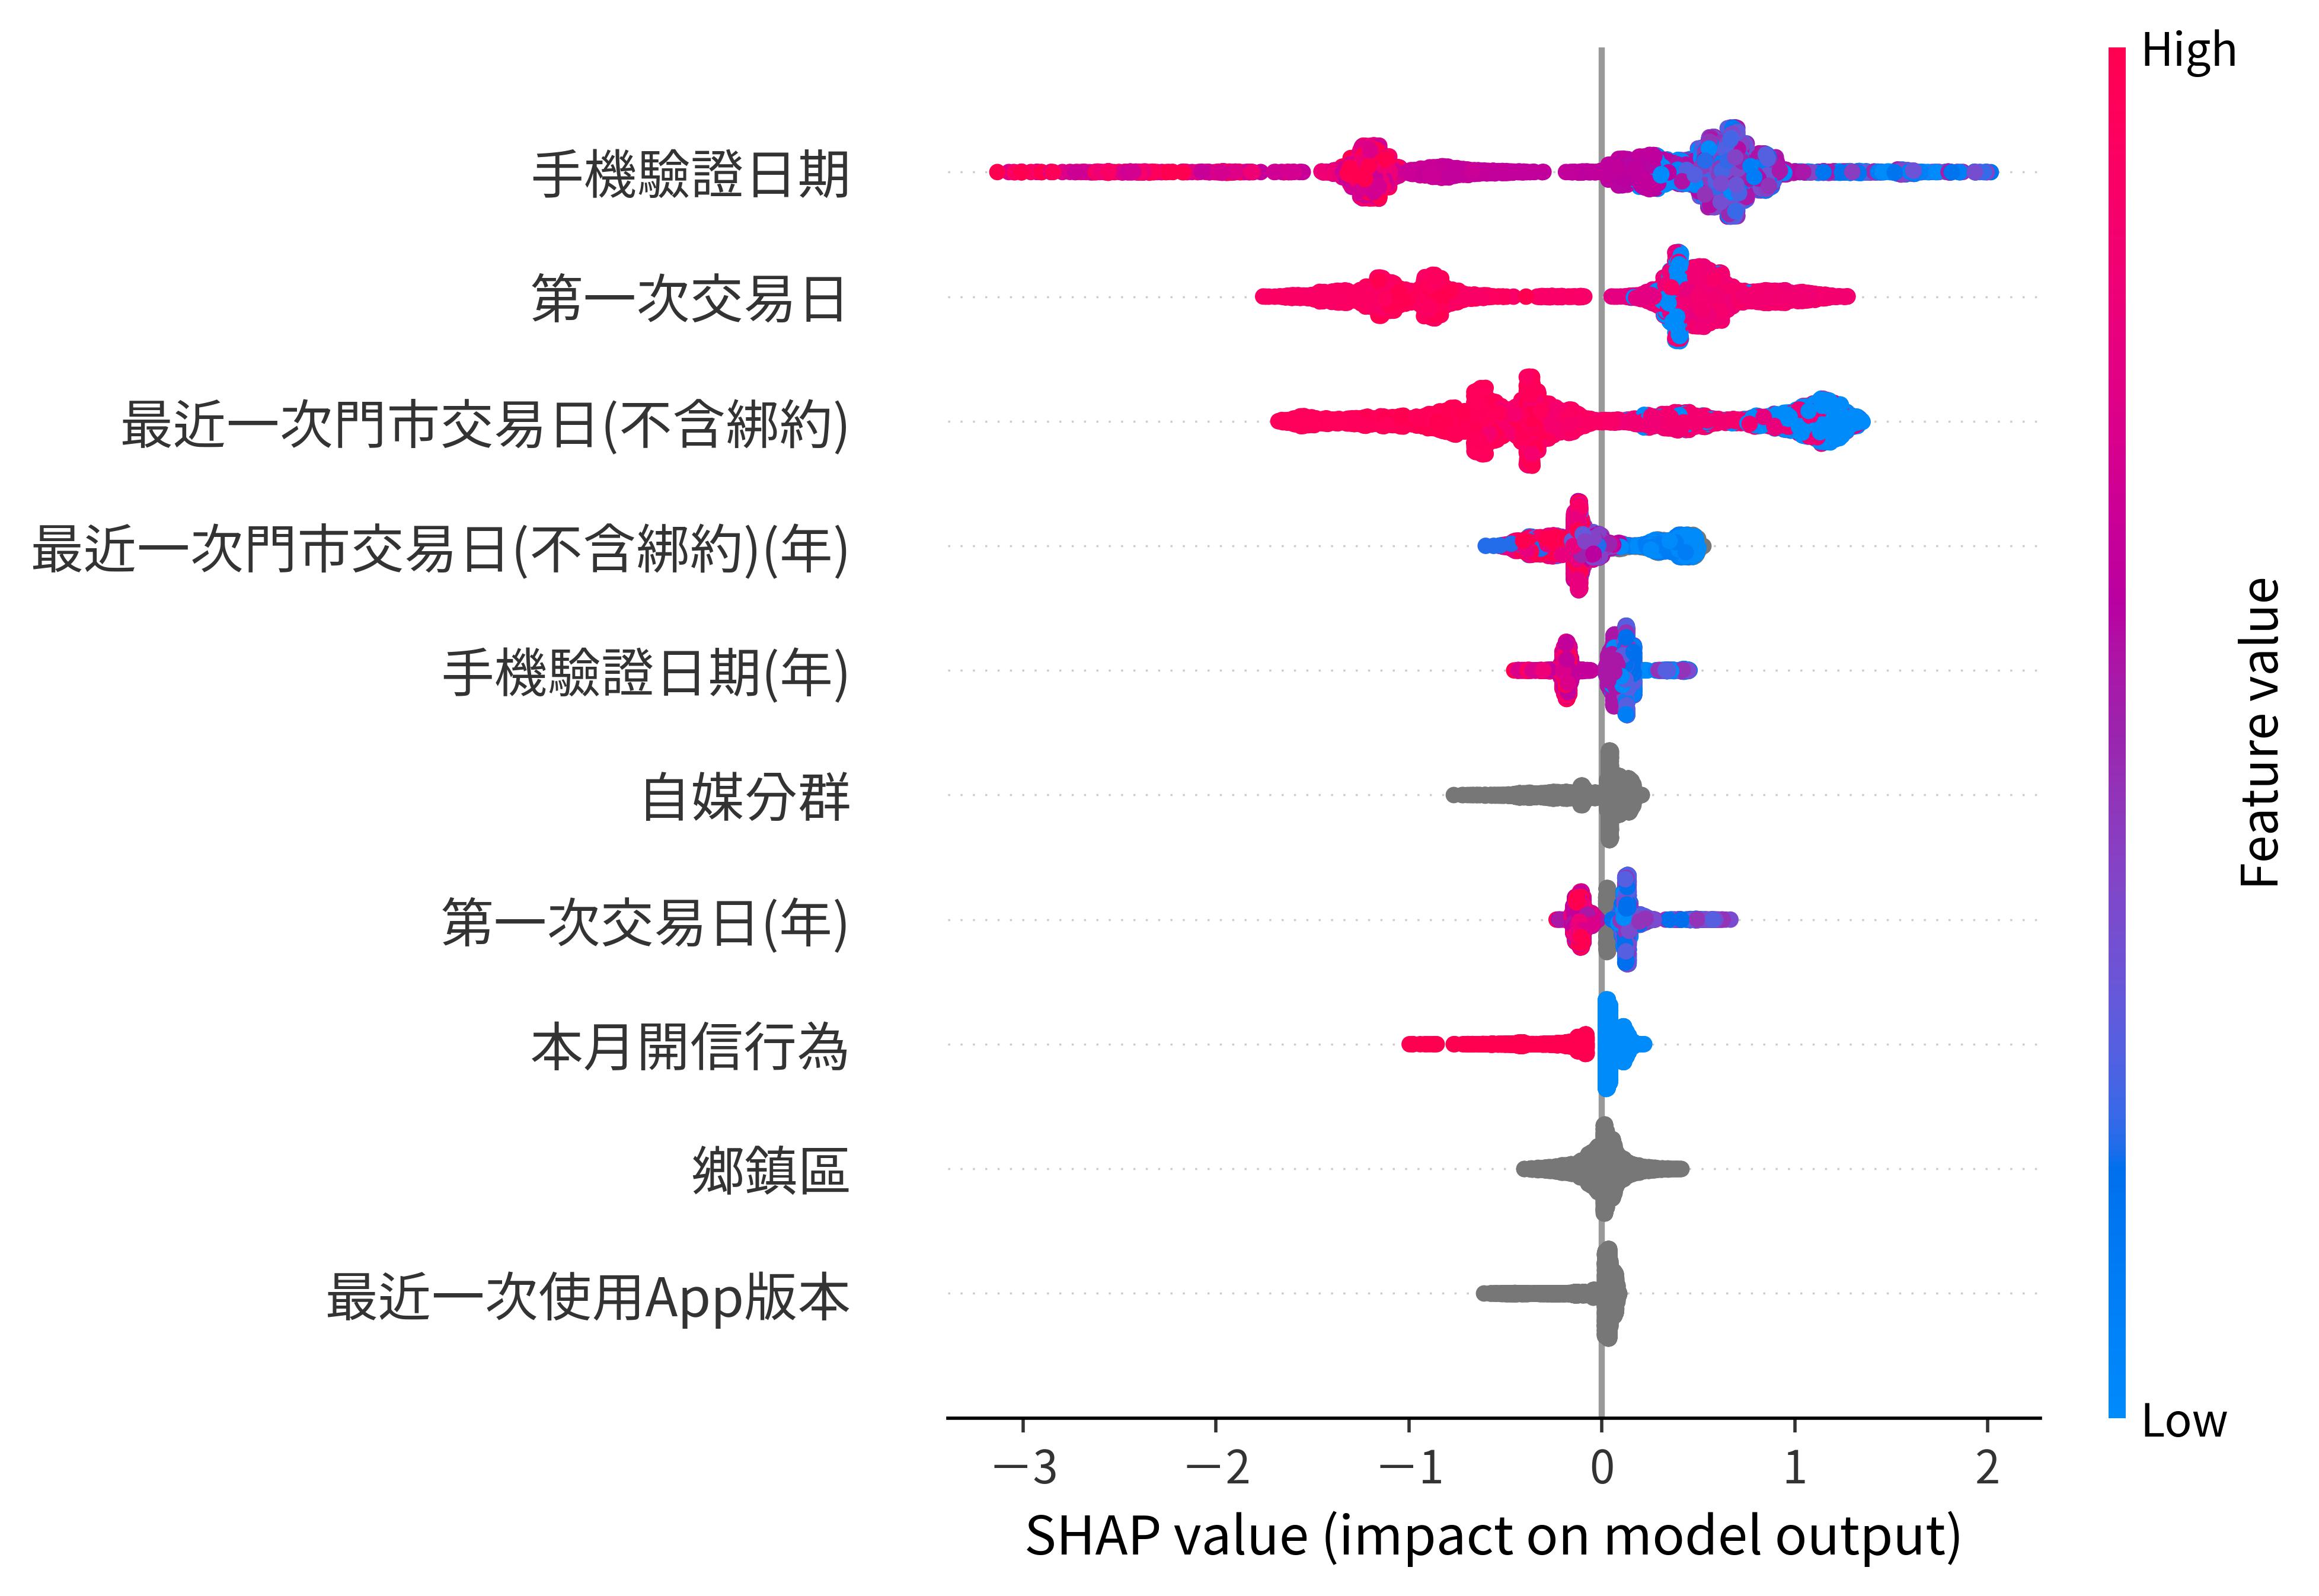 High
手機驗證日期
第一次交易日
最近一次門市交易日(不含綁約)
最近一次門市交易日(不含綁約)(年)
手機驗證日期(年)
自媒分群
第一次交易日(年)
本月開信行為
鄉鎮區
最近一次使用App版本
Feature value
Low
−3 −2 −1 0 1 2
SHAP value (impact on model output)